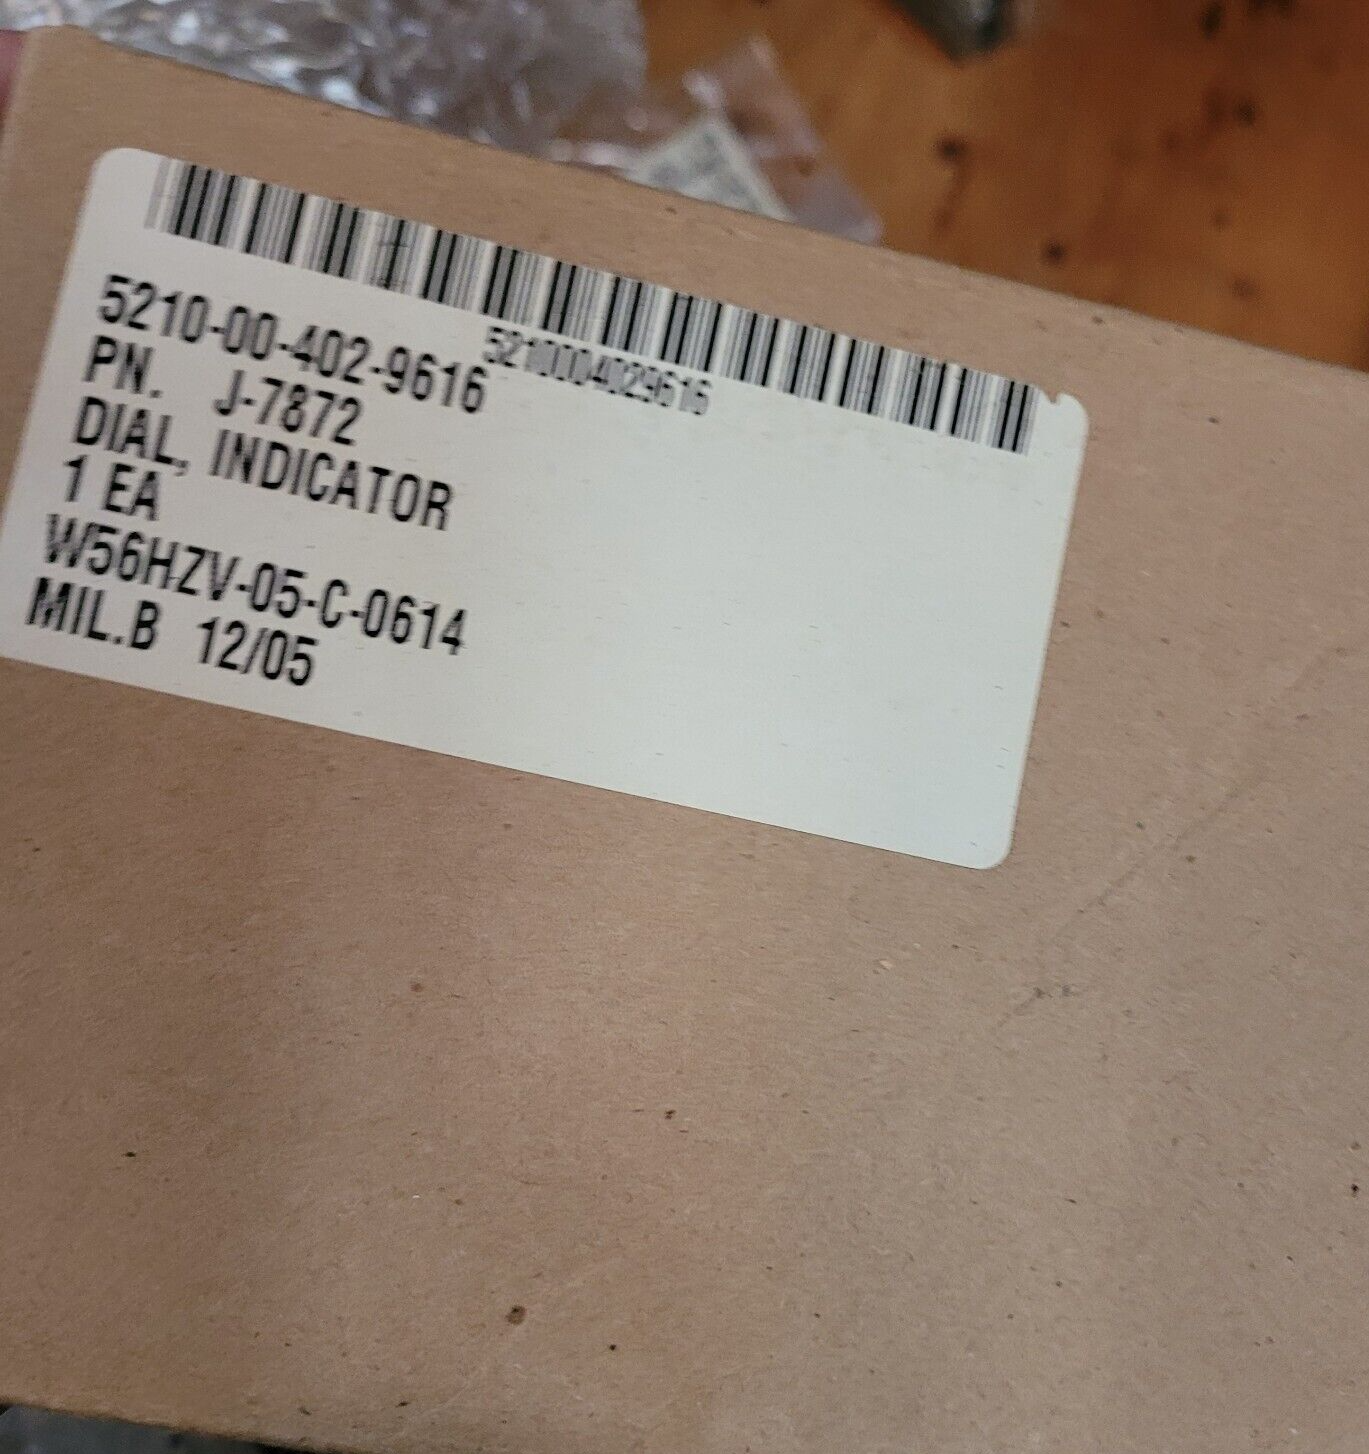 5210004029616
5210-00-402-9616
PN. J-7872
DIAL, INDICATOR
1 EA
W56HZV-05-C-0614
MIL.B 12/05